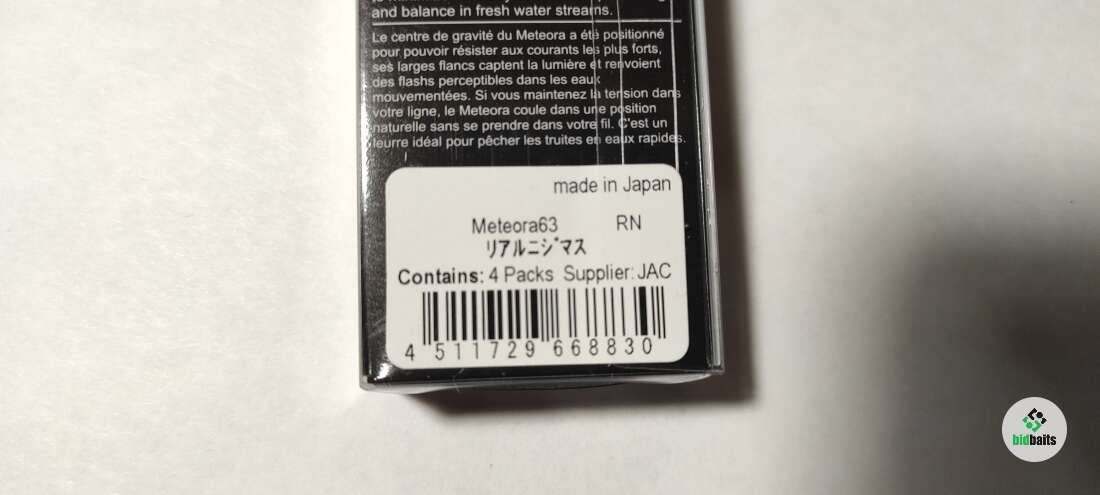 and balance in fresh water streams.
Le centre de gravité du Meteora a été positionné
pour pouvoir résister aux courants les plus forts,
ses larges flancs captent la lumière et renvoient
des flashs perceptibles dans les eaux
mouvementées. Si vous maintenez la tension dans
votre ligne, le Meteora coule dans une position
naturelle sans se prendre dans votre fil. C'est un
leurre idéal pour pêcher les truites en eaux rapides.
made in Japan
Meteora63 RN
リアルニジマス
Contains: 4 Packs Supplier: JAC
4 511729 668830
bidbaits